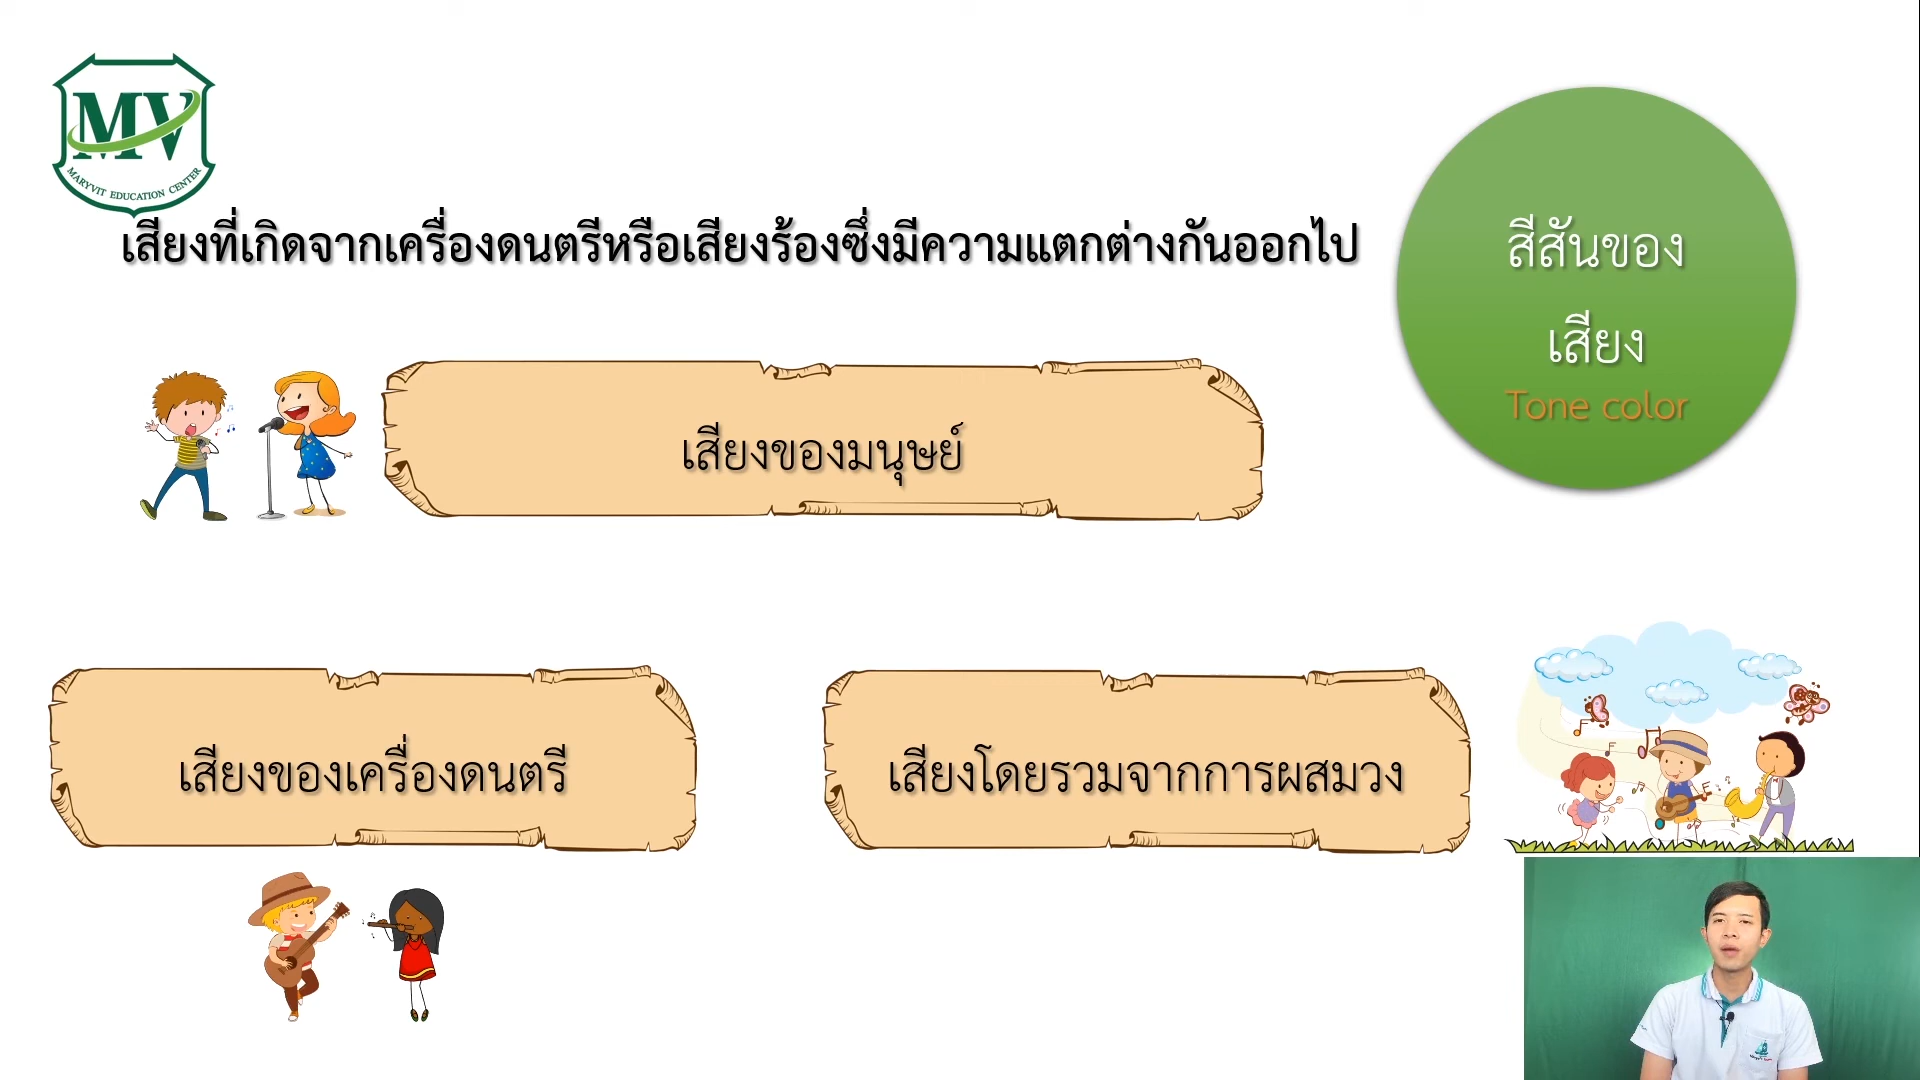 MV
MARYVIT EDUCATION CENTER
เสียงที่เกิดจากเครื่องดนตรีหรือเสียงร้องซึ่งมีความแตกต่างกันออกไป
สีสันของ
เสียง
Tone color
เสียงของมนุษย์
เสียงของเครื่องดนตรี
เสียงโดยรวมจากการผสมวง